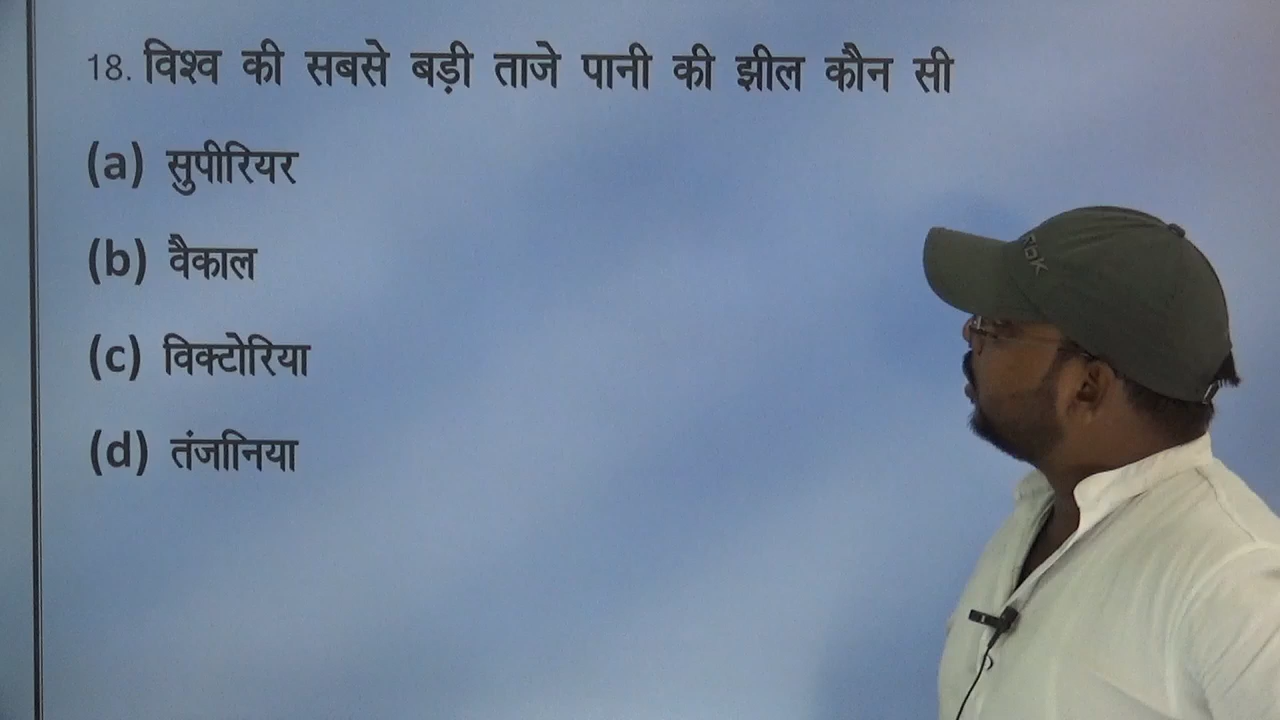 18. विश्व की सबसे बड़ी ताजे पानी की झील कौन सी
(a) सुपीरियर
(b) वैकाल
(c) विक्टोरिया
(d) तंजानिया